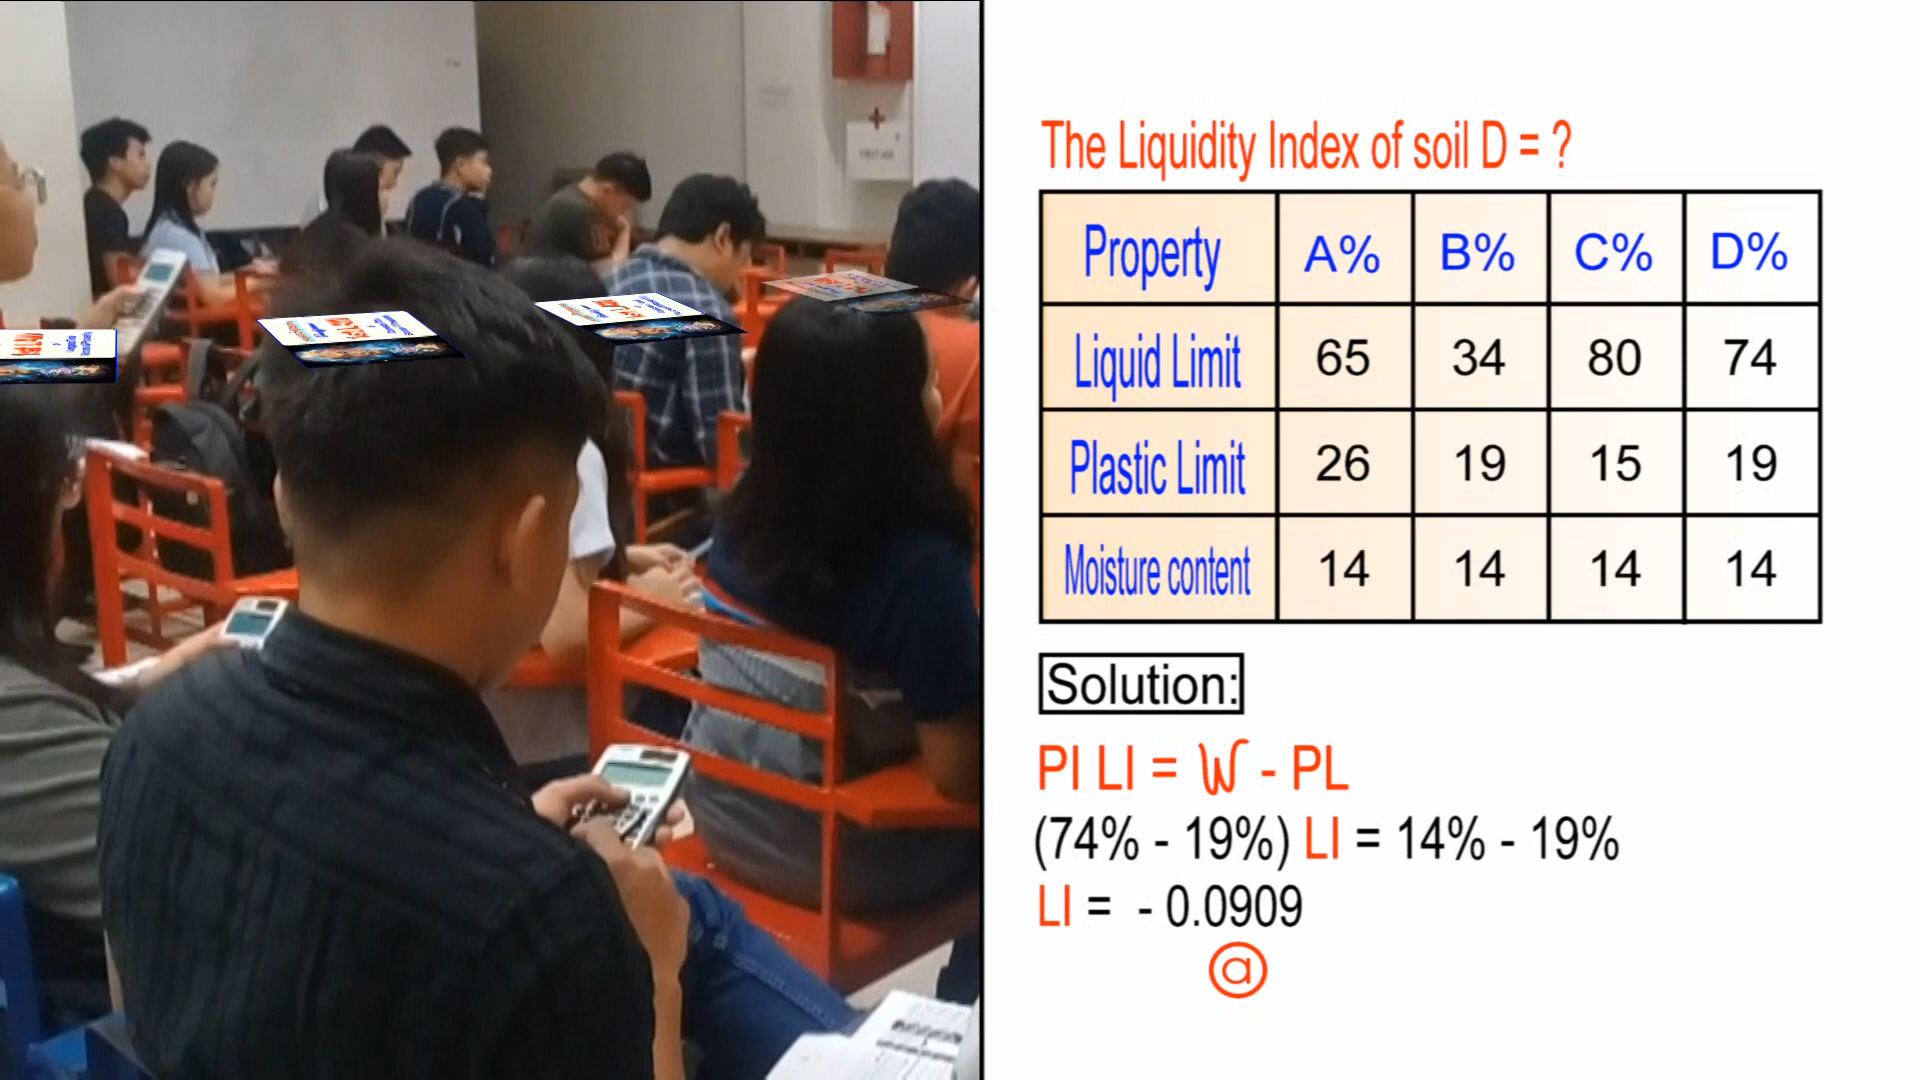 The Liquidity Index of soil D = ?
Property A% B% C% D%
Liquid Limit 65 34 80 74
Plastic Limit 26 19 15 19
Moisture content 14 14 14 14
Solution:
PI LI = W - PL
(74% - 19%) LI = 14% - 19%
LI = - 0.0909
a